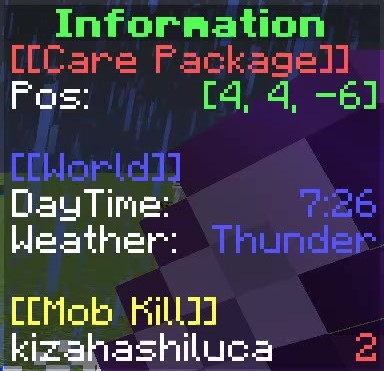 Information
[[Care Package]]
Pos: [4, 4, -6]
[[World]]
DayTime: 7:26
Weather: Thunder
[[Mob Kill]]
kizahashiluca 2